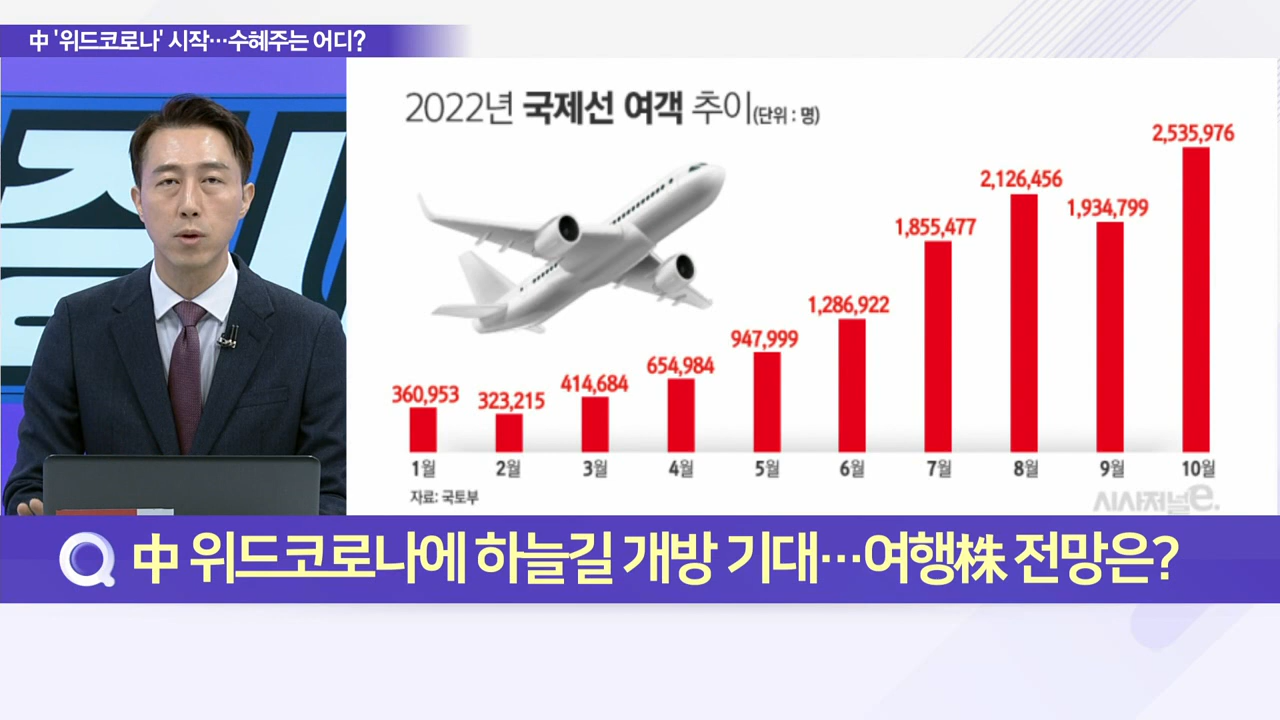 中 '위드코로나' 시작…수혜주는 어디?
2022년 국제선 여객 추이(단위 : 명)
2,535,976
2,126,456
1,934,799
1,855,477
1,286,922
947,999
654,984
414,684
360,953
323,215
1월 2월 3월 4월 5월 6월 7월 8월 9월 10월
자료: 국토부
시사저널e.
中 위드코로나에 하늘길 개방 기대…여행株 전망은?